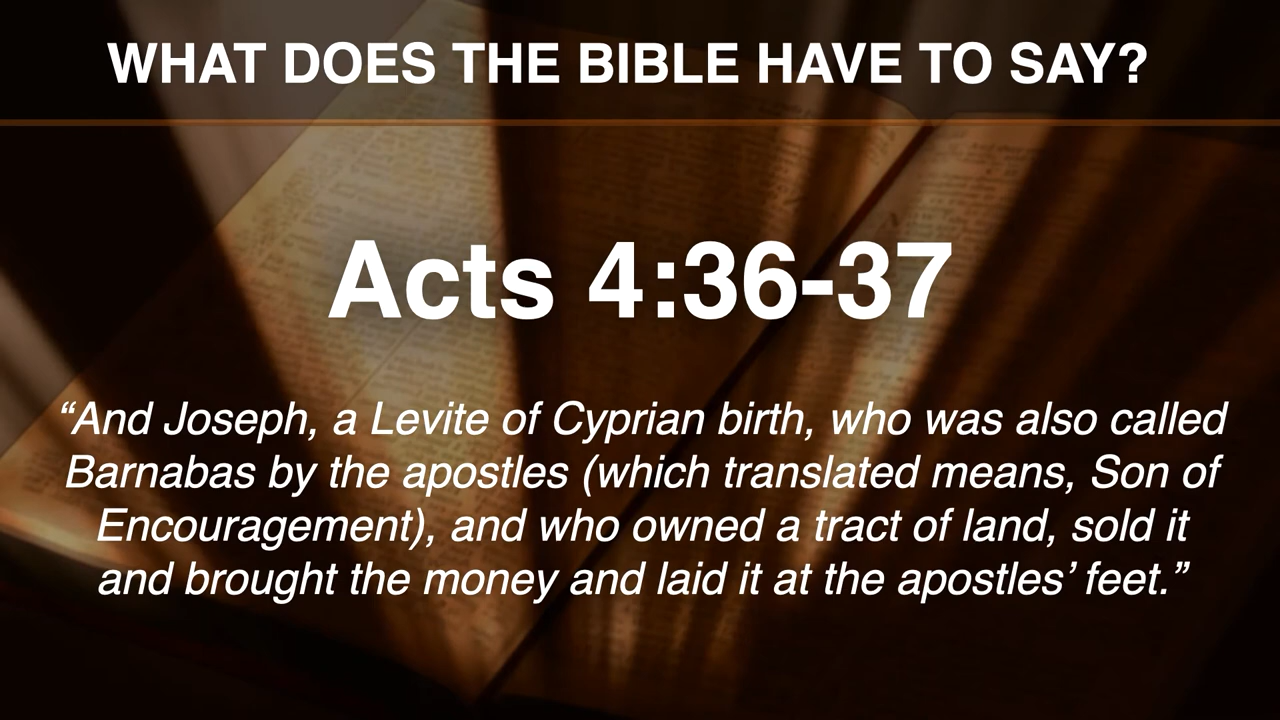 WHAT DOES THE BIBLE HAVE TO SAY?
Acts 4:36-37
“And Joseph, a Levite of Cyprian birth, who was also called
Barnabas by the apostles (which translated means, Son of
Encouragement), and who owned a tract of land, sold it
and brought the money and laid it at the apostles’ feet.”